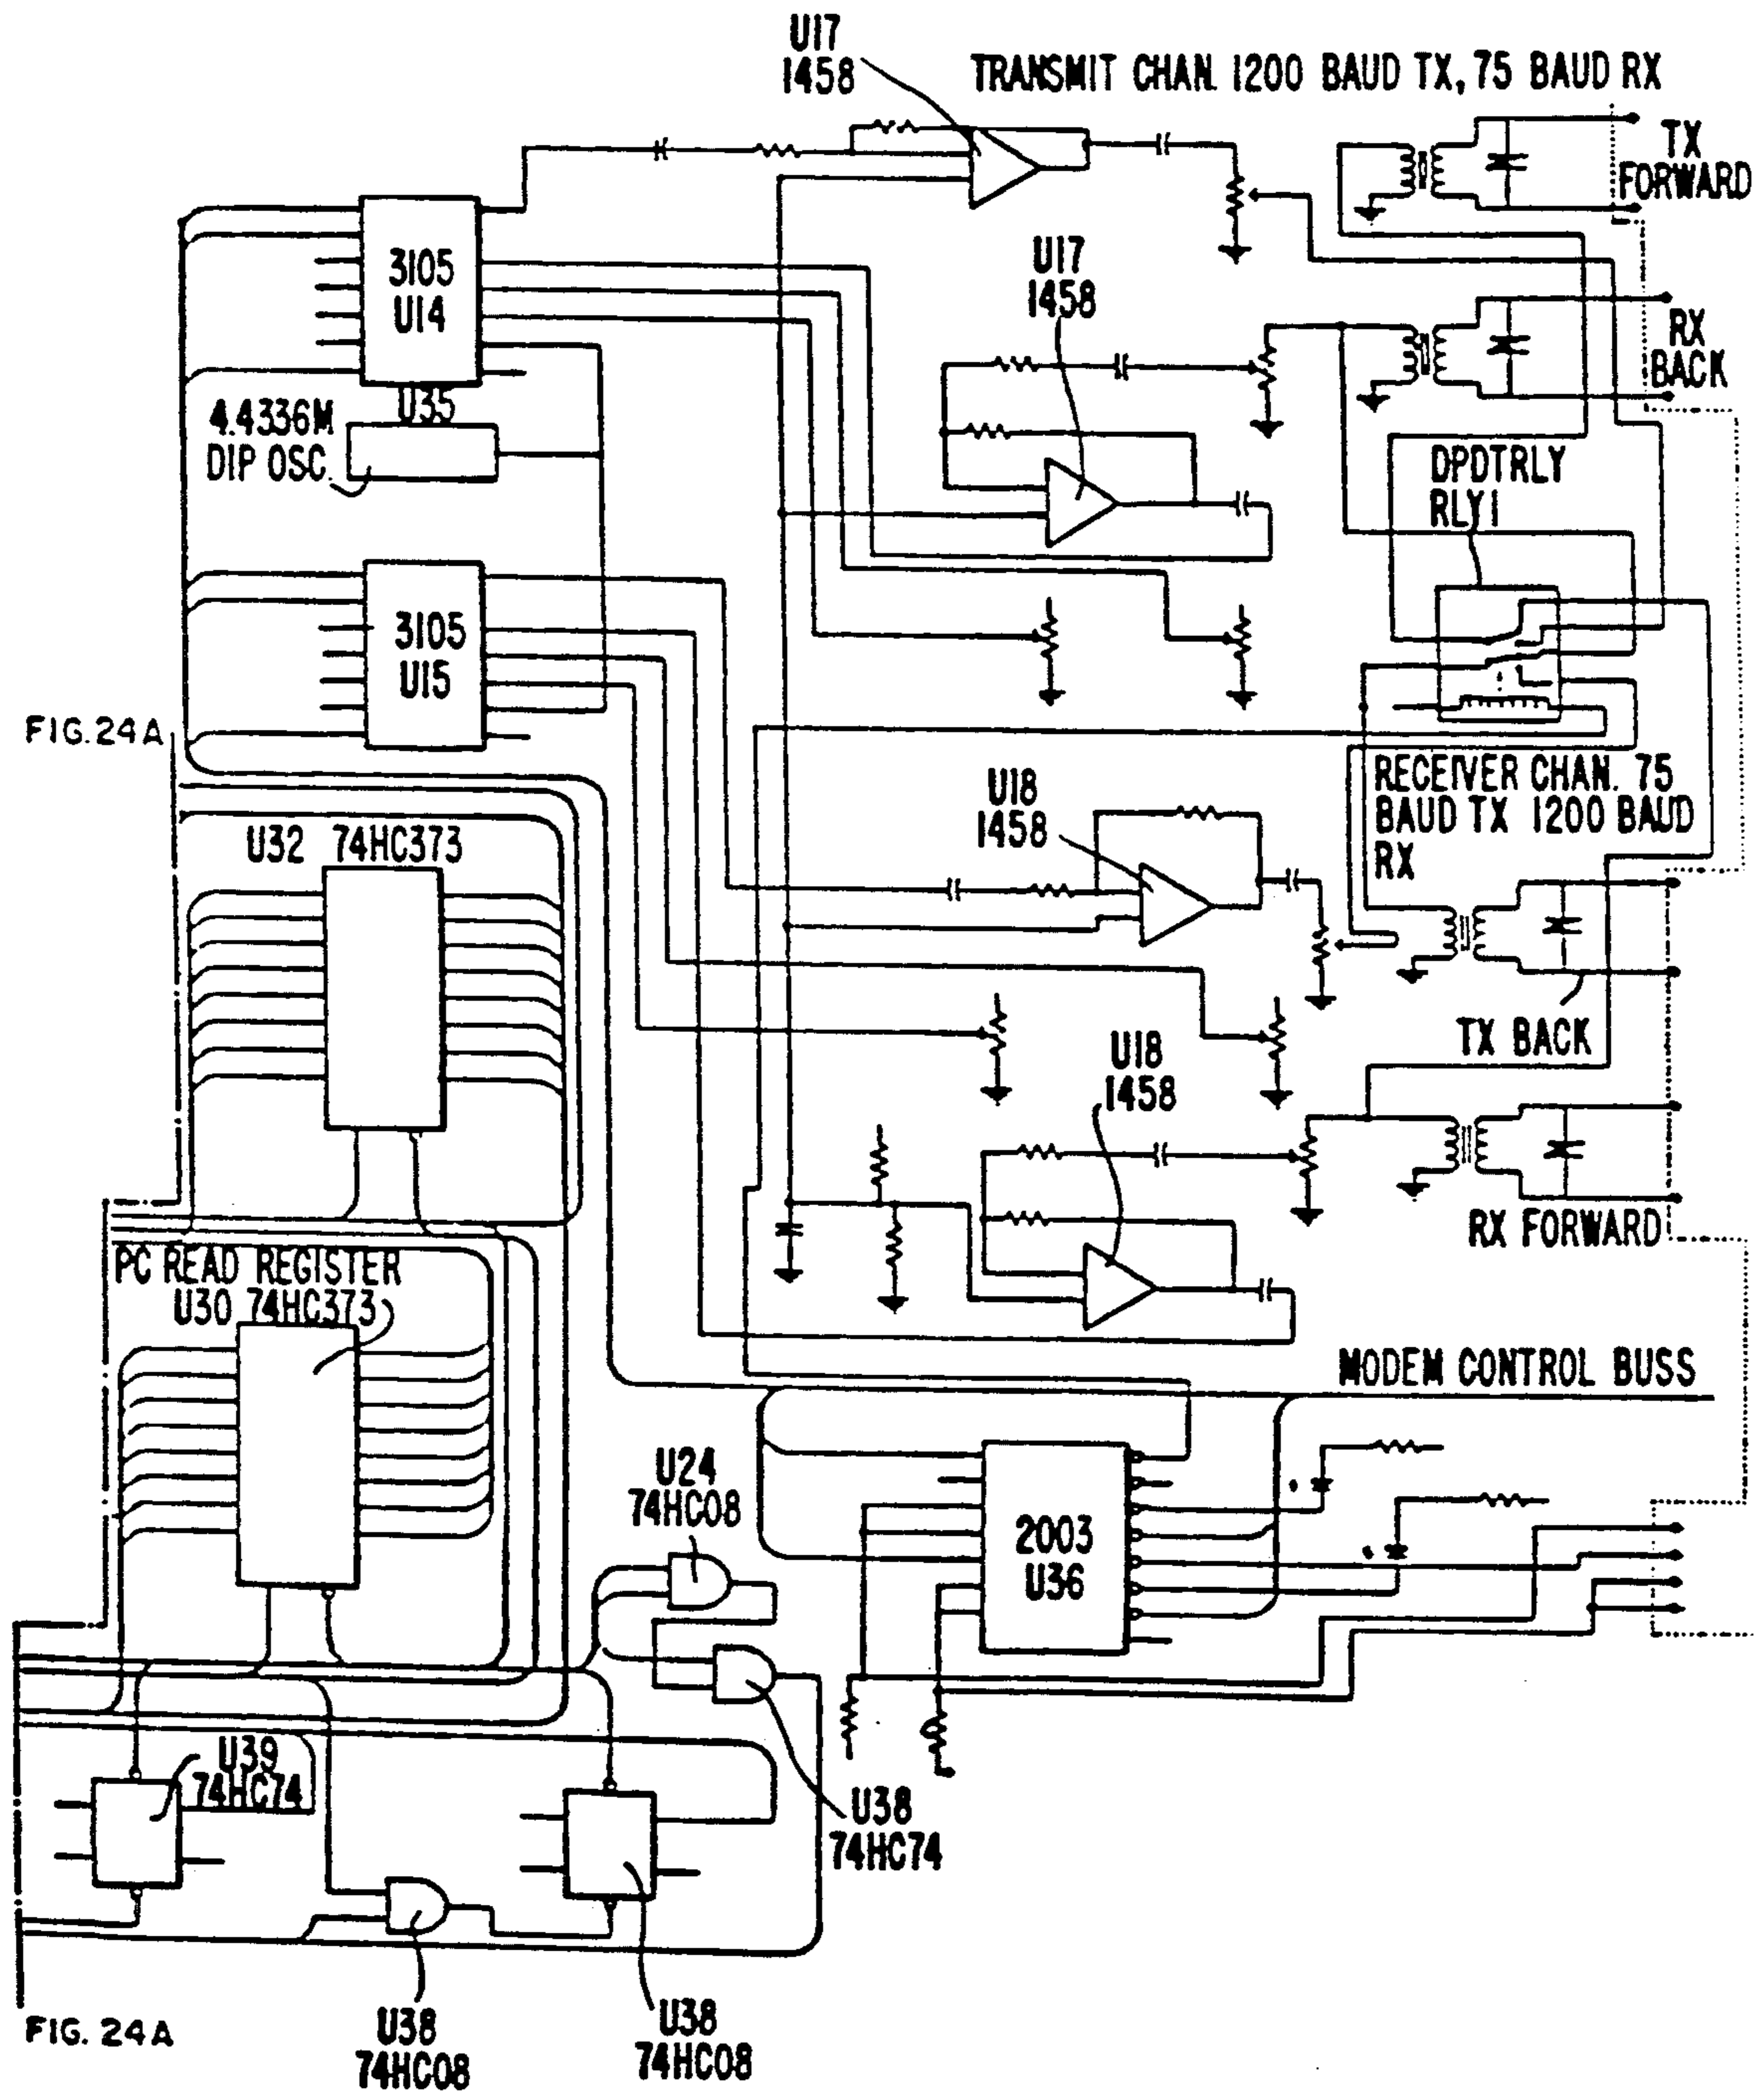 U17
1458
TRANSMIT CHAN. 1200 BAUD TX, 75 BAUD RX
TX
FORWARD
3105
U14
U17
1458
RX
BACK
U35
4.4336M
DIP OSC.
DPDTRLY
RLY1
3105
U15
FIG. 24A
RECEIVER CHAN. 75
BAUD TX 1200 BAUD
RX
U18
1458
U32 74HC373
TX BACK
U18
1458
RX FORWARD
PC READ REGISTER
U30 74HC373
MODEM CONTROL BUSS
U24
74HC08
2003
U36
U39
74HC74
U38
74HC74
FIG. 24A
U38
74HC08
U38
74HC08